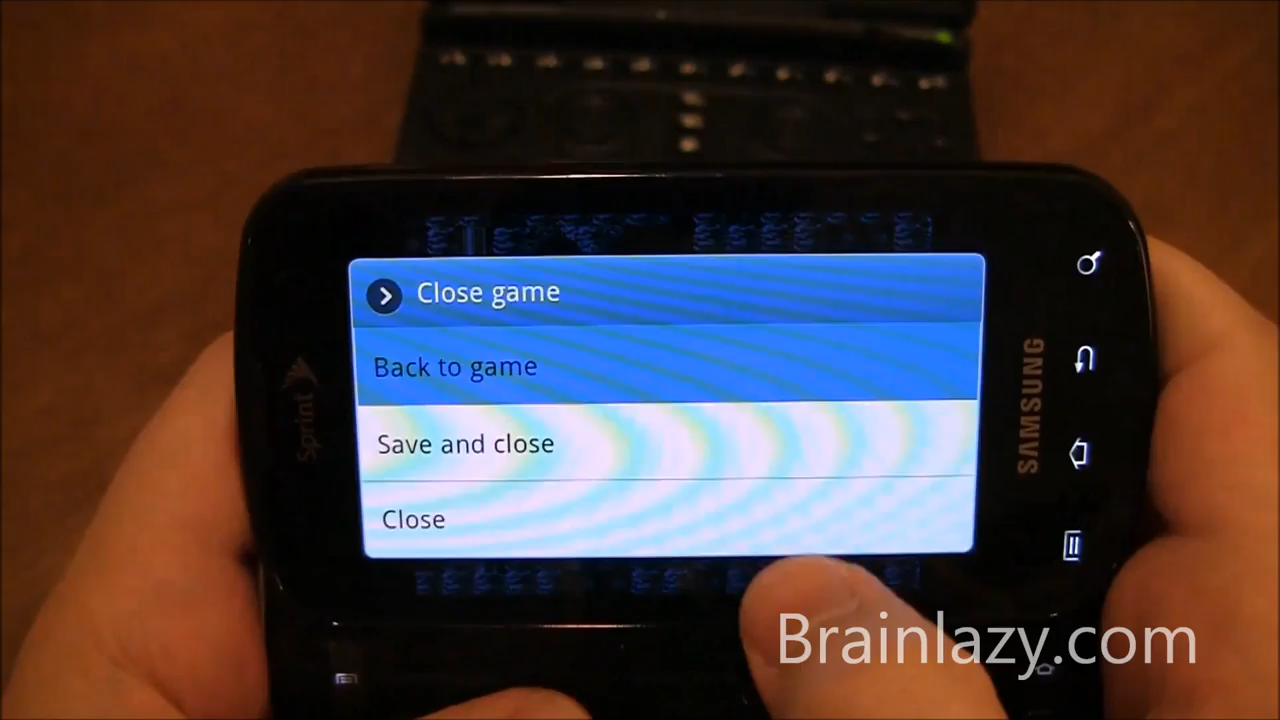 Close game
Back to game
Save and close
Close
Sprint
SAMSUNG
Brainlazy.com